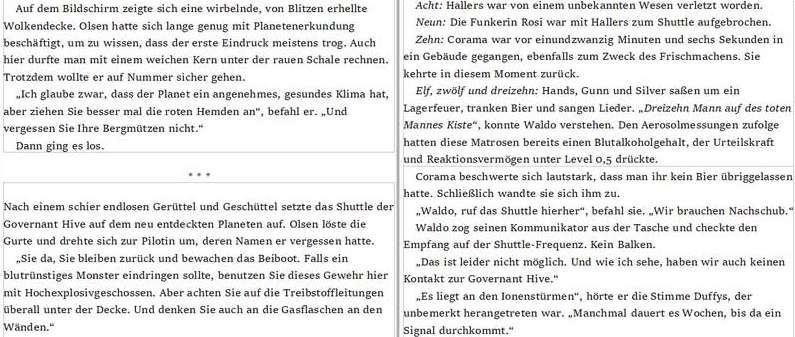 Auf dem Bildschirm zeigte sich eine wirbelnde, von Blitzen erhellte
Wolkendecke. Olsen hatte sich lange genug mit Planetenerkundung
beschäftigt, um zu wissen, dass der erste Eindruck meistens trog. Auch
hier durfte man mit einem weichen Kern unter der rauen Schale rechnen.
Trotzdem wollte er auf Nummer sicher gehen.
„Ich glaube zwar, dass der Planet ein angenehmes, gesundes Klima hat,
aber ziehen Sie besser mal die roten Hemden an“, befahl er. „Und
vergessen Sie Ihre Bergmützen nicht.“
Dann ging es los.
* * *
Nach einem schier endlosen Gerüttel und Geschüttel setzte das Shuttle der
Governant Hive auf dem neu entdeckten Planeten auf. Olsen löste die
Gurte und drehte sich zur Pilotin um, deren Namen er vergessen hatte.
„Sie da, Sie bleiben zurück und bewachen das Beiboot. Falls ein
blutrünstiges Monster eindringen sollte, benutzen Sie dieses Gewehr hier
mit Hochexplosivgeschossen. Aber achten Sie auf die Treibstoffleitungen
überall unter der Decke. Und denken Sie auch an die Gasflaschen an den
Wänden.“
Acht: Hallers war von einem unbekannten Wesen verletzt worden.
Neun: Die Funkerin Rosi war mit Hallers zum Shuttle aufgebrochen.
Zehn: Corama war vor einundzwanzig Minuten und sechs Sekunden in
ein Gebäude gegangen, ebenfalls zum Zweck des Frischmachens. Sie
kehrte in diesem Moment zurück.
Elf, zwölf und dreizehn: Hands, Gunn und Silver saßen um ein
Lagerfeuer, tranken Bier und sangen Lieder. „Dreizehn Mann auf des toten
Mannes Kiste“, konnte Waldo verstehen. Den Aerosolmessungen zufolge
hatten diese Matrosen bereits einen Blutalkoholgehalt, der Urteilskraft
und Reaktionsvermögen unter Level 0,5 drückte.
Corama beschwerte sich lautstark, dass man ihr kein Bier übriggelassen
hatte. Schließlich wandte sie sich ihm zu.
„Waldo, ruf das Shuttle hierher“, befahl sie. „Wir brauchen Nachschub.“
Waldo zog seinen Kommunikator aus der Tasche und checkte den
Empfang auf der Shuttle-Frequenz. Kein Balken.
„Das ist leider nicht möglich. Und wie ich sehe, haben wir auch keinen
Kontakt zur Governant Hive.“
„Es liegt an den Ionenstürmen“, hörte er die Stimme Duffys, der
unbemerkt herangetreten war. „Manchmal dauert es Wochen, bis da ein
Signal durchkommt.“